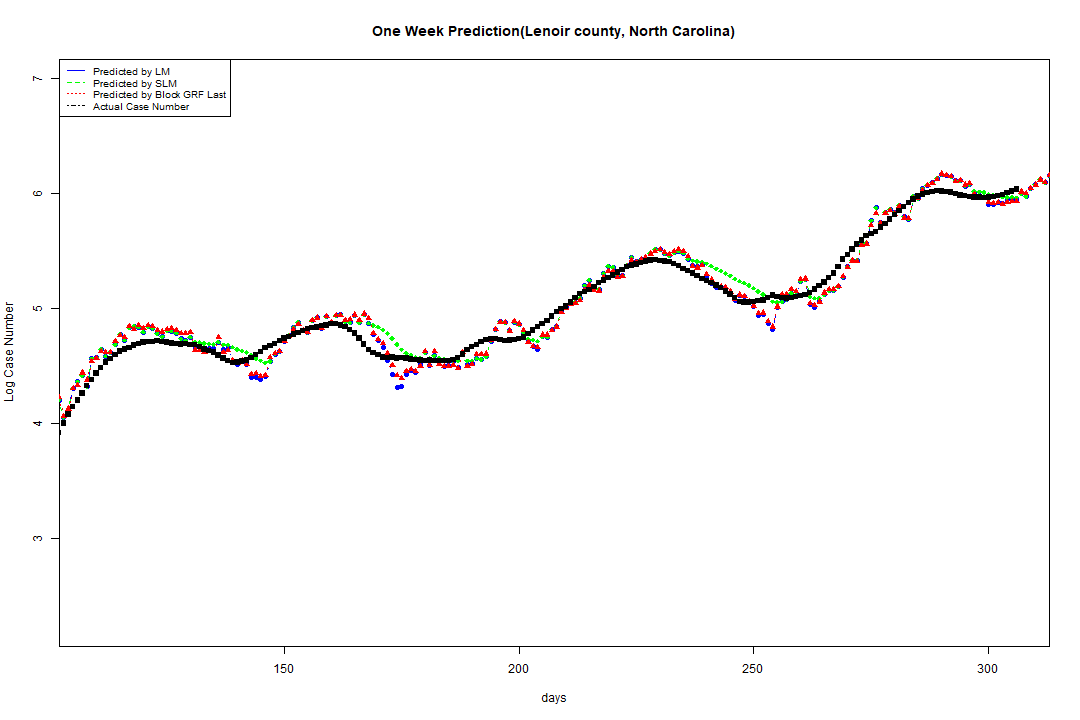 One Week Prediction(Lenoir county, North Carolina)
Predicted by LM
Predicted by SLM
Predicted by Block GRF Last
Actual Case Number
Log Case Number
7
6
5
4
3
150
200
250
300
days